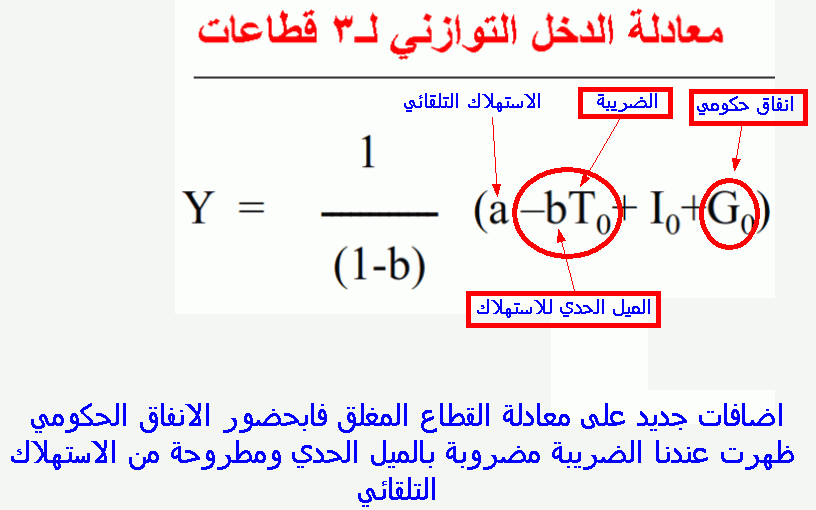 معادلة الدخل التوازني لـ٣ قطاعات
انفاق حكومي
الضريبة
الاستهلاك التلقائي
Y = 1 / (1-b) (a –bT₀+ I₀+G₀)
الميل الحدي للاستهلاك
اضافات جديد على معادلة القطاع المغلق فابحضور الانفاق الحكومي
ظهرت عندنا الضريبة مضروبة بالميل الحدي ومطروحة من الاستهلاك
التلقائي